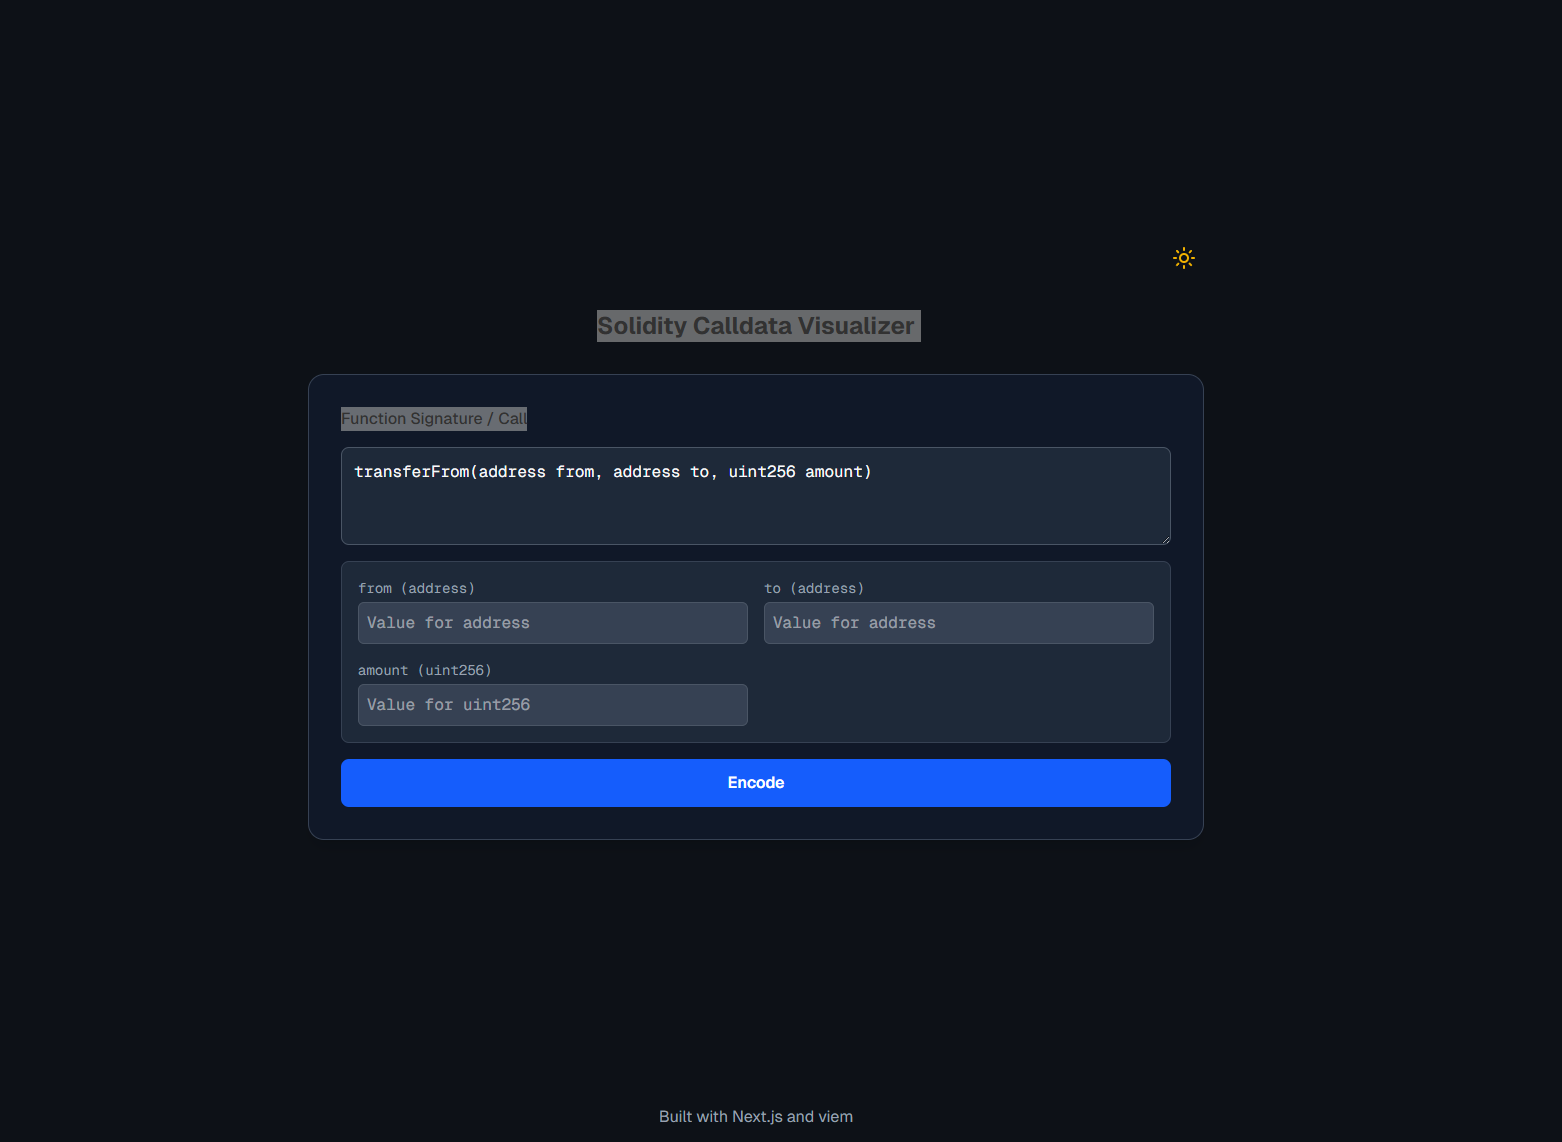 Solidity Calldata Visualizer
Function Signature / Call
transferFrom(address from, address to, uint256 amount)
from (address)
to (address)
Value for address
Value for address
amount (uint256)
Value for uint256
Encode
Built with Next.js and viem